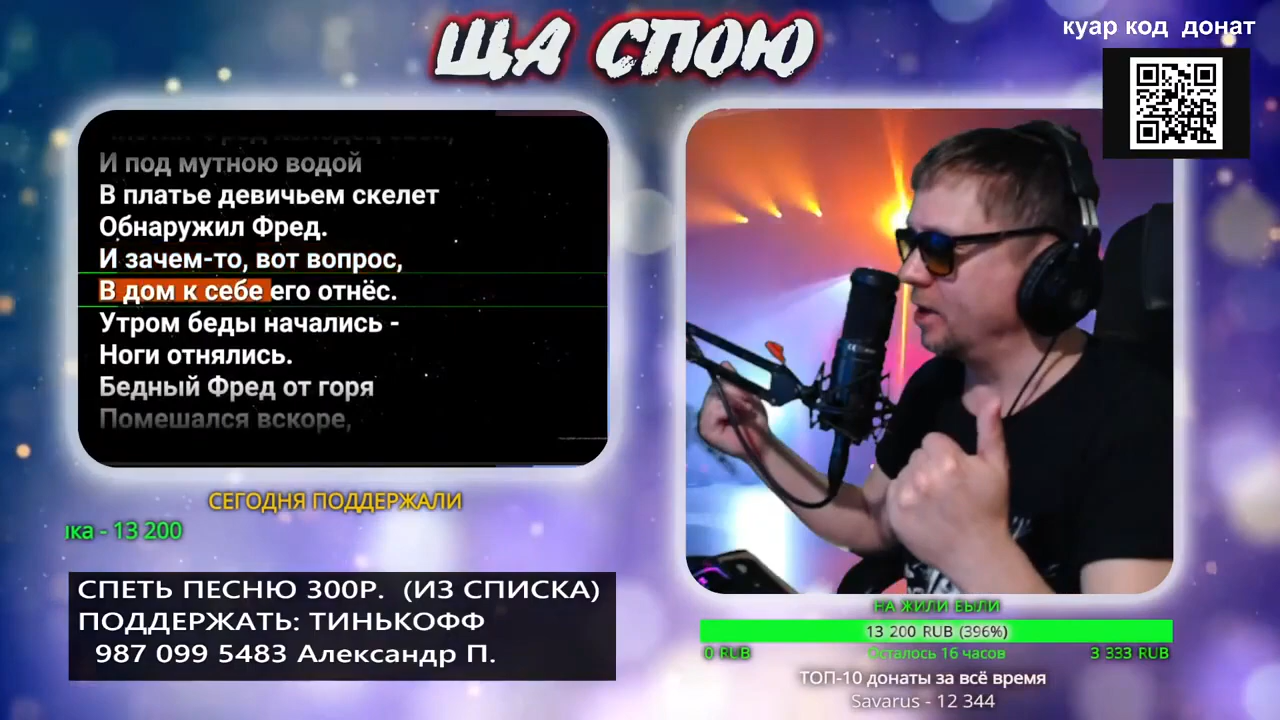 ЩА СПОЮ
куар код донат
И под мутною водой
В платье девичьем скелет
Обнаружил Фред.
И зачем-то, вот вопрос,
В дом к себе его отнёс.
Утром беды начались -
Ноги отнялись.
Бедный Фред от горя
Помешался вскоре,
СЕГОДНЯ ПОДДЕРЖАЛИ
- 13 200
СПЕТЬ ПЕСНЮ 300Р. (ИЗ СПИСКА)
ПОДДЕРЖАТЬ: ТИНЬКОФФ
987 099 5483 Александр П.
НА ЖИЛИ БЫЛИ
13 200 RUB (396%)
0 RUB
Осталось 16 часов
3 333 RUB
ТОП-10 донаты за всё время
Savarus - 12 344